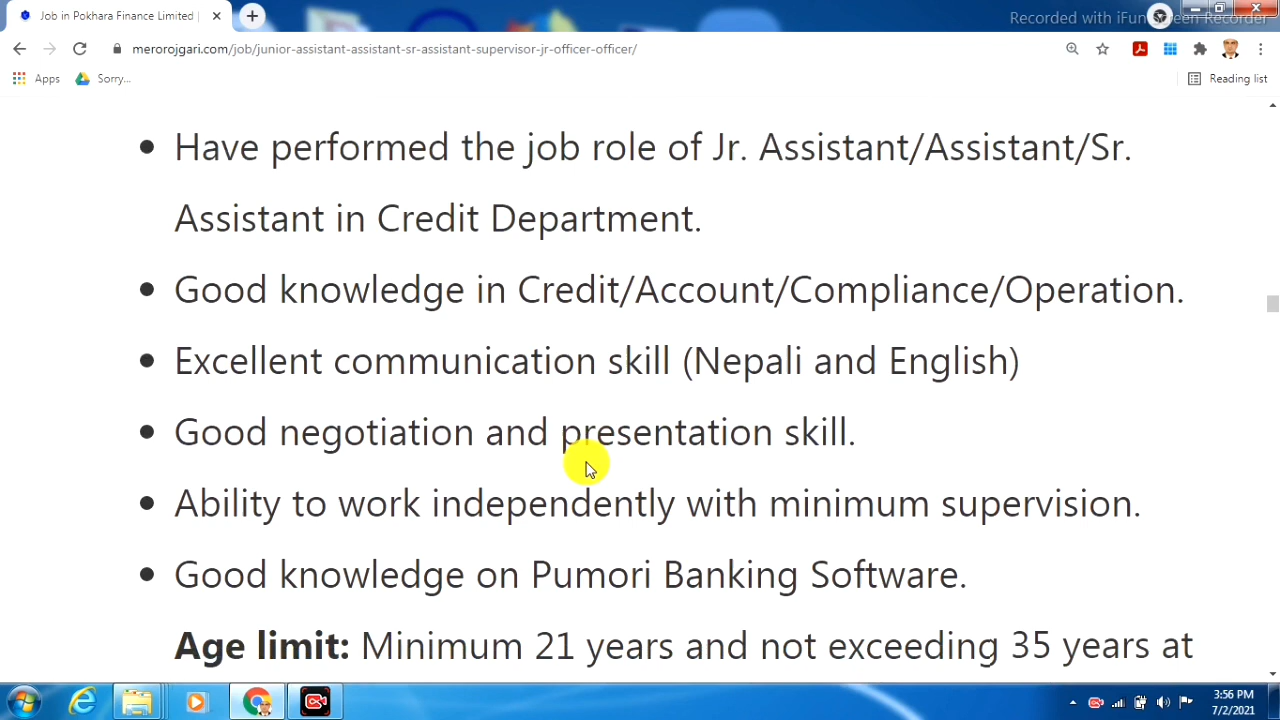 Job in Pokhara Finance Limited |
Recorded with iFun Screen Recorder
merorojgari.com/job/junior-assistant-assistant-sr-assistant-supervisor-jr-officer-officer/
Apps
Sorry...
Reading list
• Have performed the job role of Jr. Assistant/Assistant/Sr.
Assistant in Credit Department.
• Good knowledge in Credit/Account/Compliance/Operation.
• Excellent communication skill (Nepali and English)
• Good negotiation and presentation skill.
• Ability to work independently with minimum supervision.
• Good knowledge on Pumori Banking Software.
Age limit: Minimum 21 years and not exceeding 35 years at
3:56 PM
7/2/2021